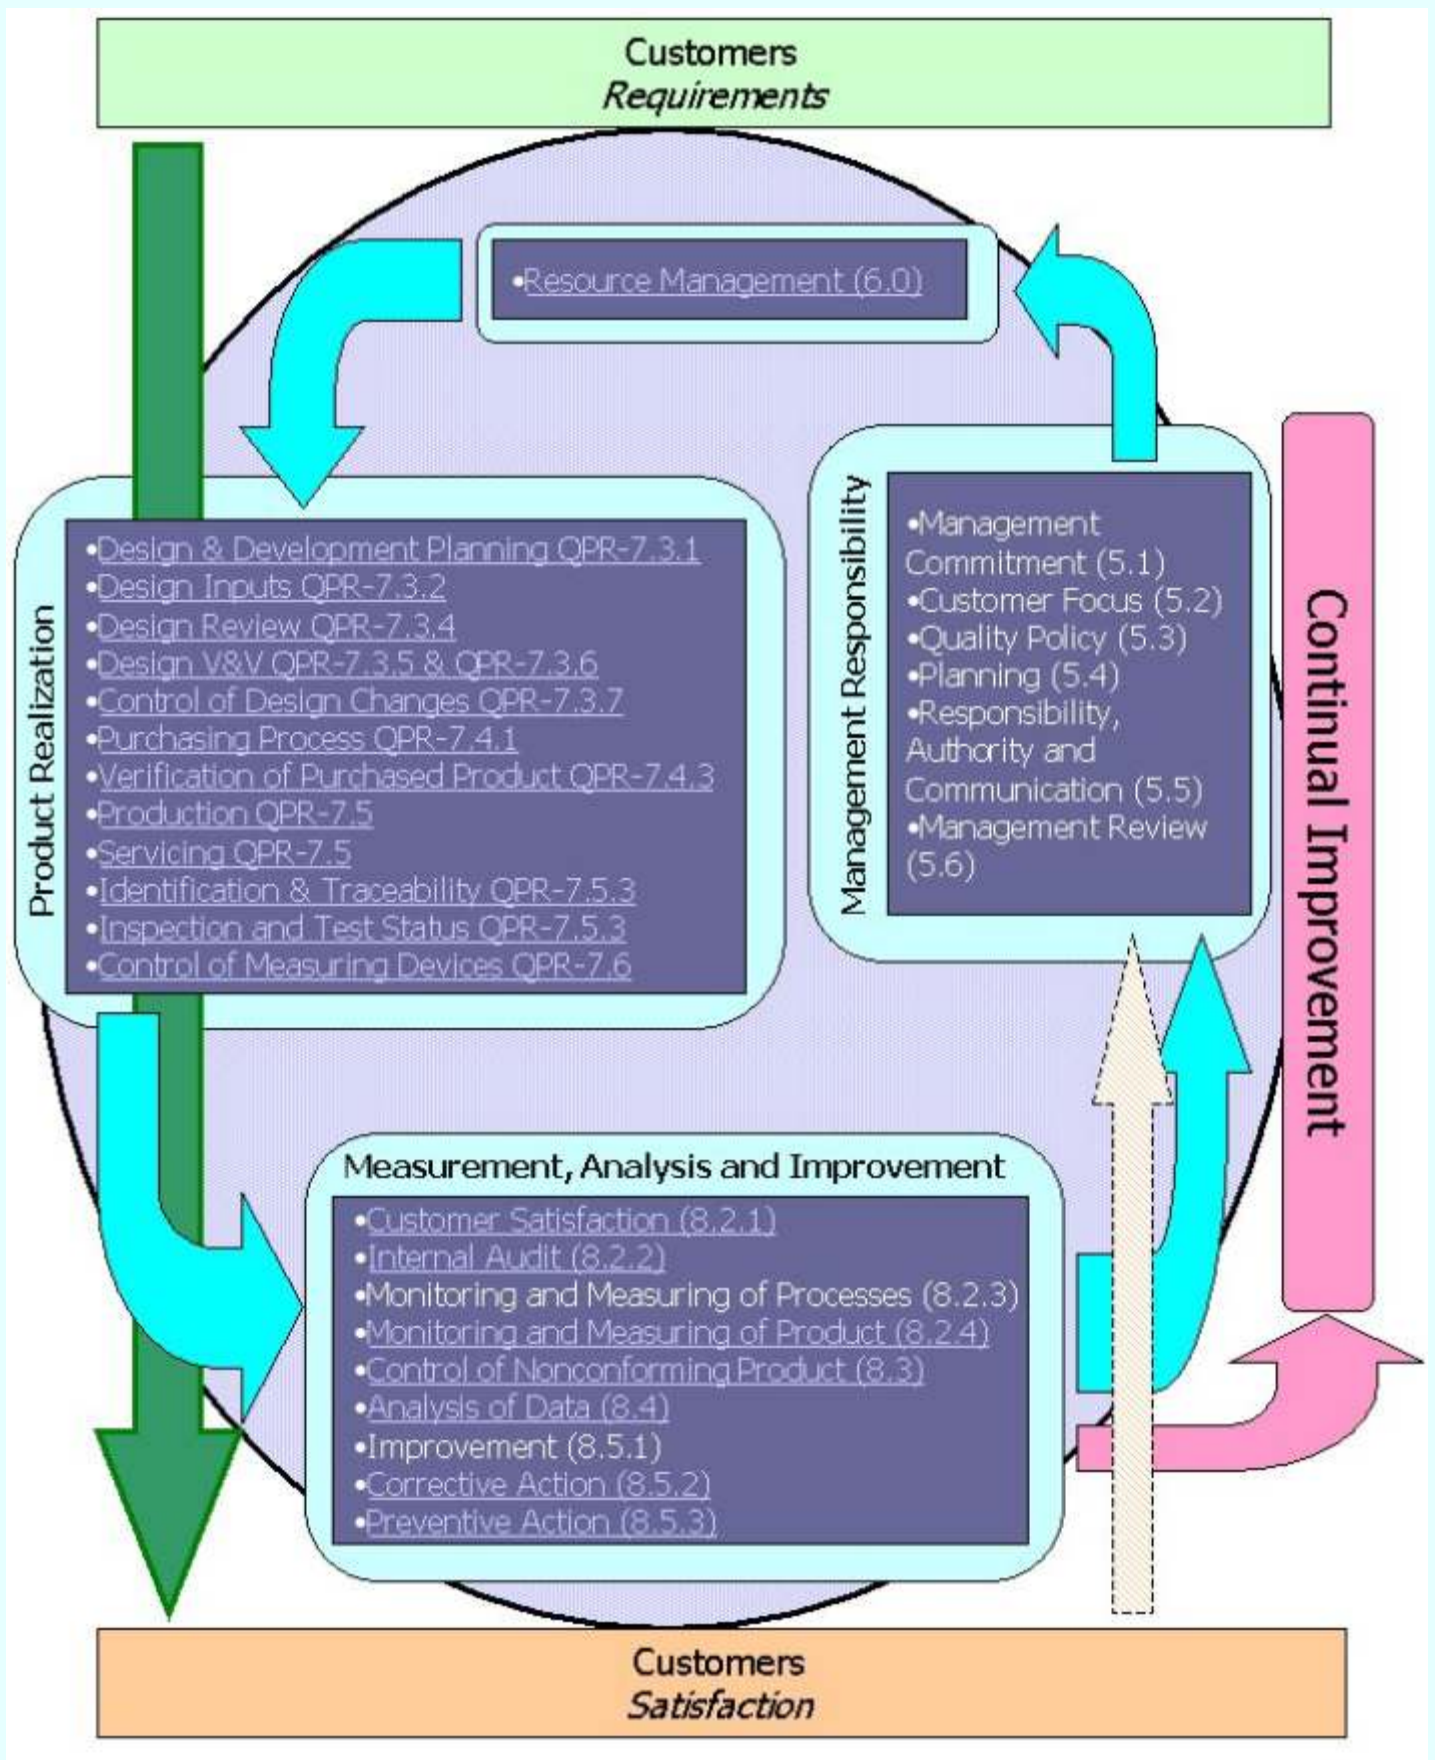 Customers
Requirements
•Resource Management (6.0)
Product Realization
•Design & Development Planning QPR-7.3.1
•Design Inputs QPR-7.3.2
•Design Review QPR-7.3.4
•Design V&V QPR-7.3.5 & QPR-7.3.6
•Control of Design Changes QPR-7.3.7
•Purchasing Process QPR-7.4.1
•Verification of Purchased Product QPR-7.4.3
•Production QPR-7.5
•Servicing QPR-7.5
•Identification & Traceability QPR-7.5.3
•Inspection and Test Status QPR-7.5.3
•Control of Measuring Devices QPR-7.6
Management Responsibility
•Management
Commitment (5.1)
•Customer Focus (5.2)
•Quality Policy (5.3)
•Planning (5.4)
•Responsibility,
Authority and
Communication (5.5)
•Management Review
(5.6)
Continual Improvement
Measurement, Analysis and Improvement
•Customer Satisfaction (8.2.1)
•Internal Audit (8.2.2)
•Monitoring and Measuring of Processes (8.2.3)
•Monitoring and Measuring of Product (8.2.4)
•Control of Nonconforming Product (8.3)
•Analysis of Data (8.4)
•Improvement (8.5.1)
•Corrective Action (8.5.2)
•Preventive Action (8.5.3)
Customers
Satisfaction